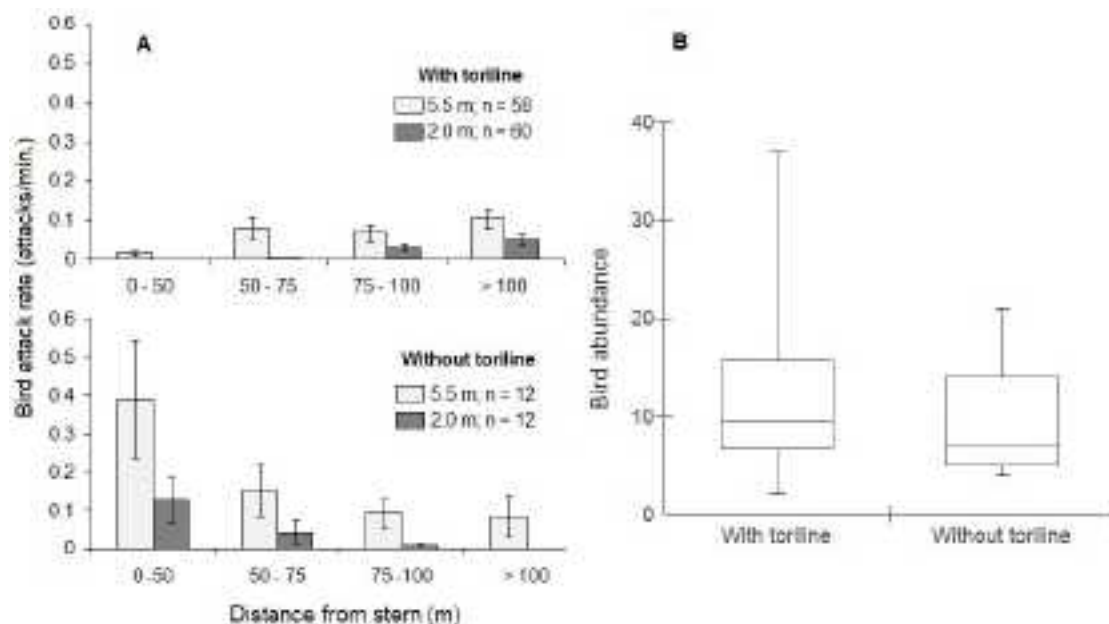 A
0.6
0.5
0.4
0.3
0.2
0.1
0
With toriline
5.5 m; n = 58
2.0 m; n = 60
0 - 50
50 - 75
75 - 100
> 100
Bird attack rate (attacks/min.)
0.6
0.5
0.4
0.3
0.2
0.1
0
Without toriline
5.5 m; n = 12
2.0 m; n = 12
0-50
50 - 75
75-100
> 100
Distance from stern (m)
B
Bird abundance
40
30
20
10
0
With toriline
Without toriline